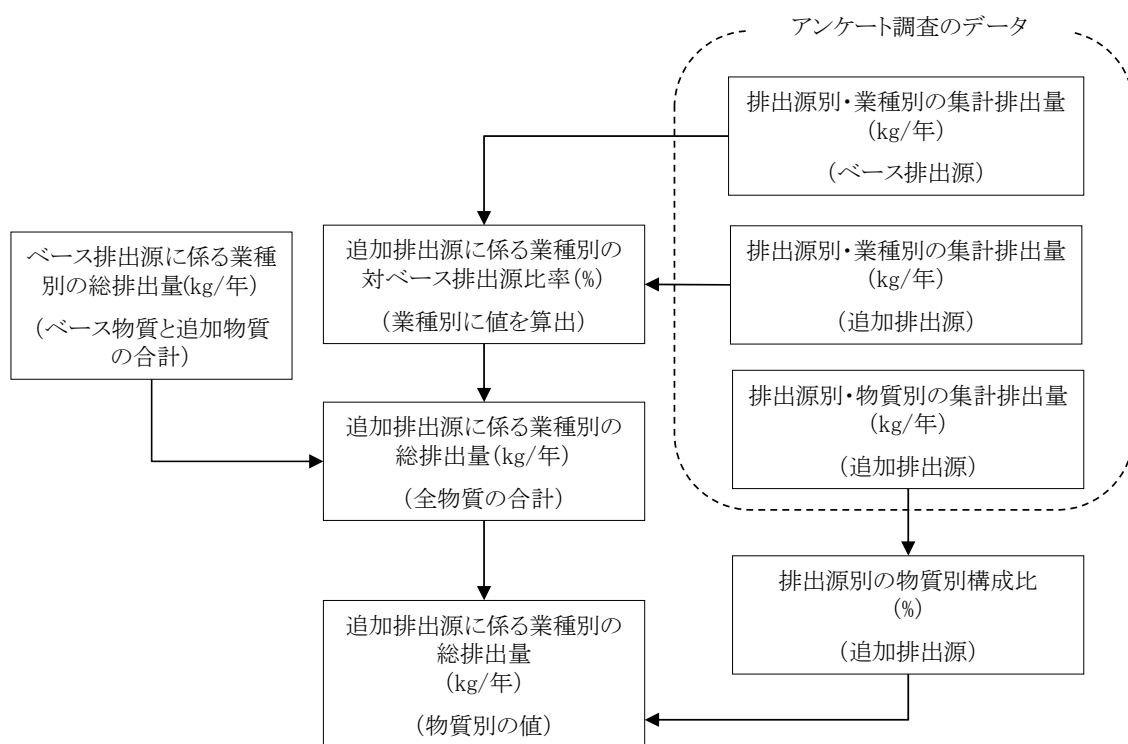 アンケート調査のデータ
排出源別・業種別の集計排出量
(kg/年)
(ベース排出源)
追加排出源に係る業種別の
対ベース排出源比率(%)
(業種別に値を算出)
排出源別・業種別の集計排出量
(kg/年)
(追加排出源)
ベース排出源に係る業種
別の総排出量(kg/年)
(ベース物質と追加物質
の合計)
排出源別・物質別の集計排出量
(kg/年)
(追加排出源)
追加排出源に係る業種別の
総排出量(kg/年)
(全物質の合計)
排出源別の物質別構成比
(%)
(追加排出源)
追加排出源に係る業種別の
総排出量
(kg/年)
(物質別の値)